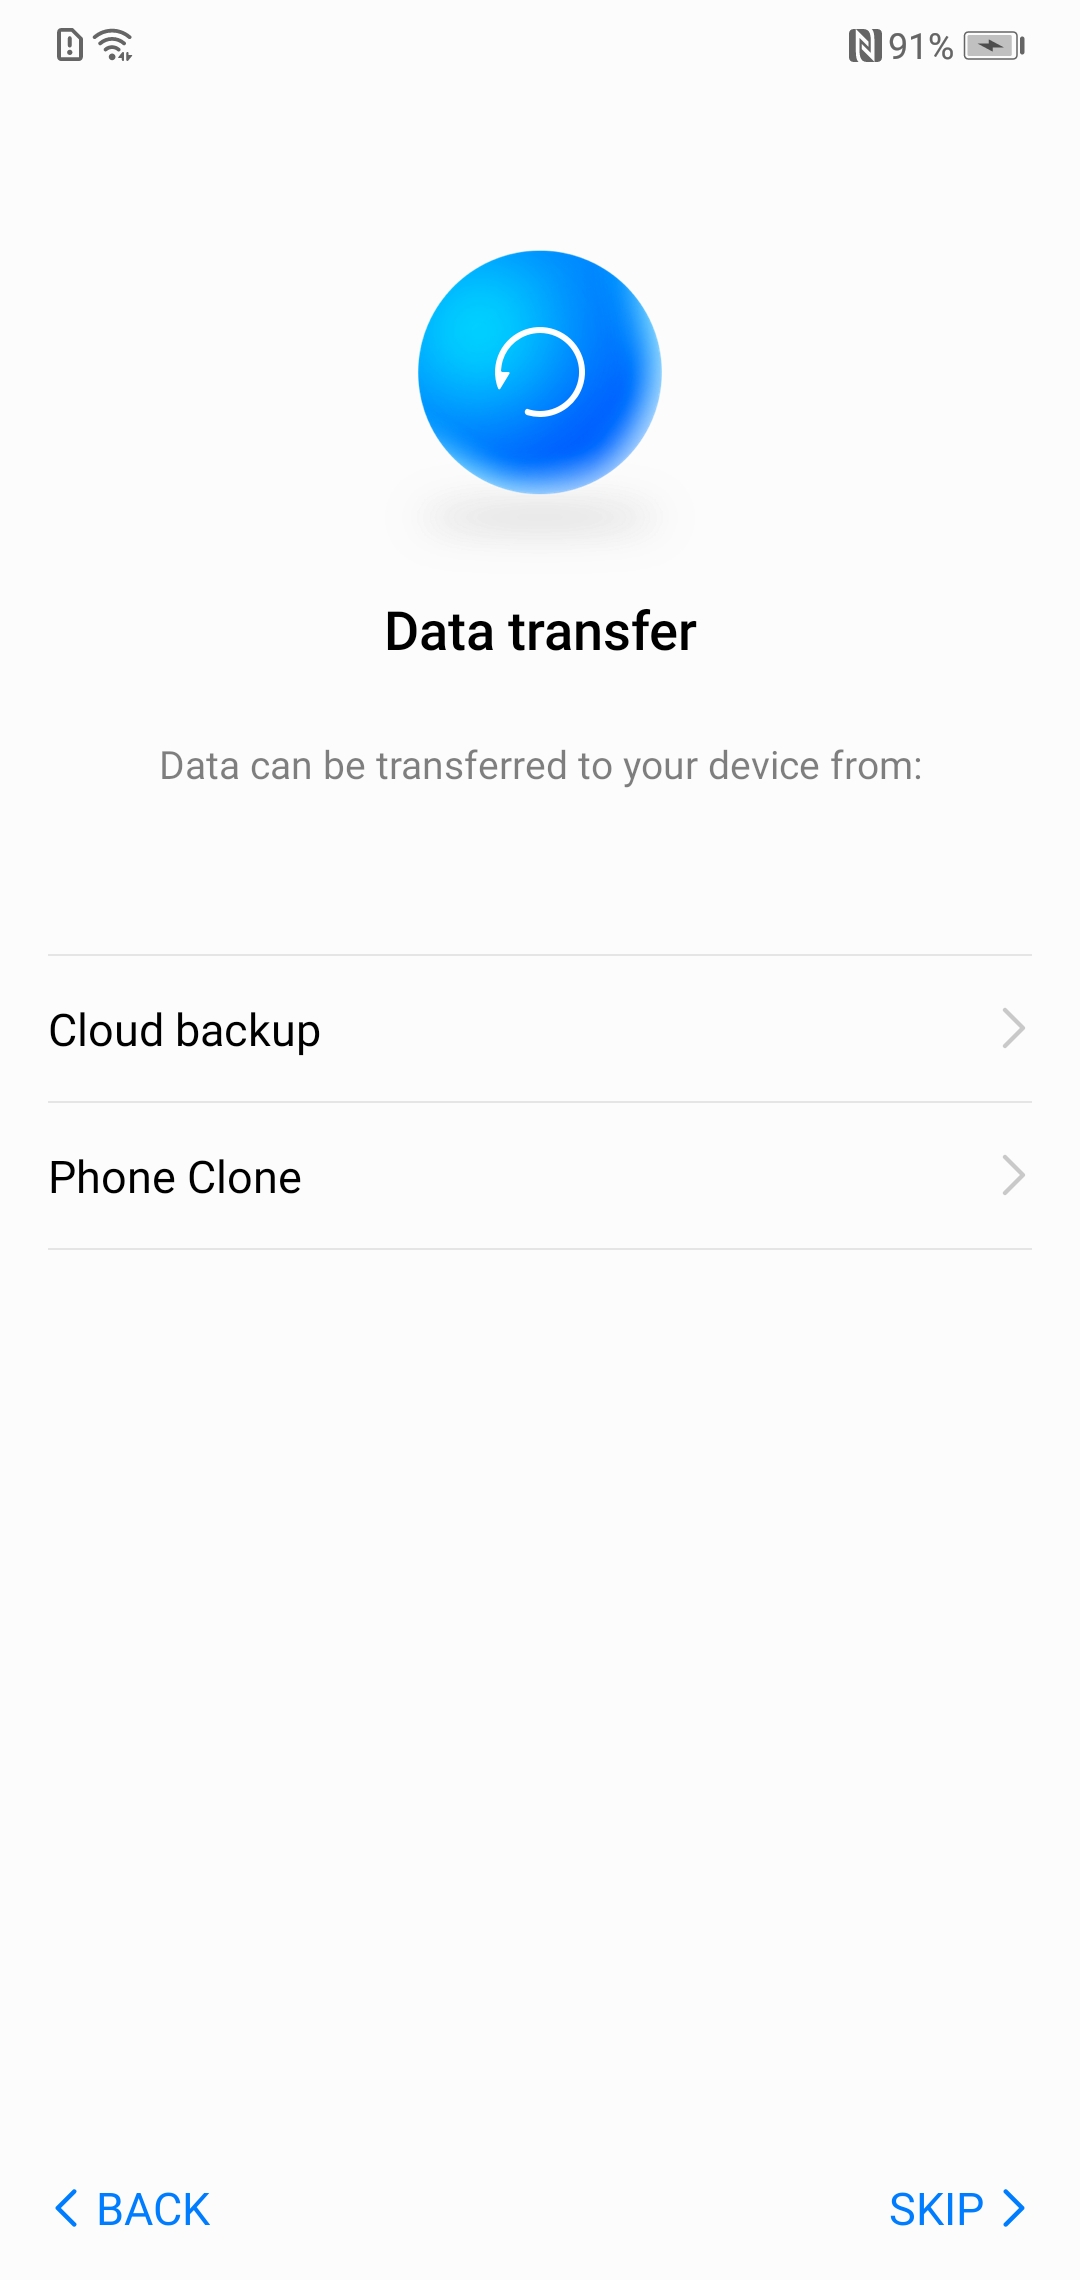 91%
Data transfer
Data can be transferred to your device from:
Cloud backup
Phone Clone
BACK
SKIP